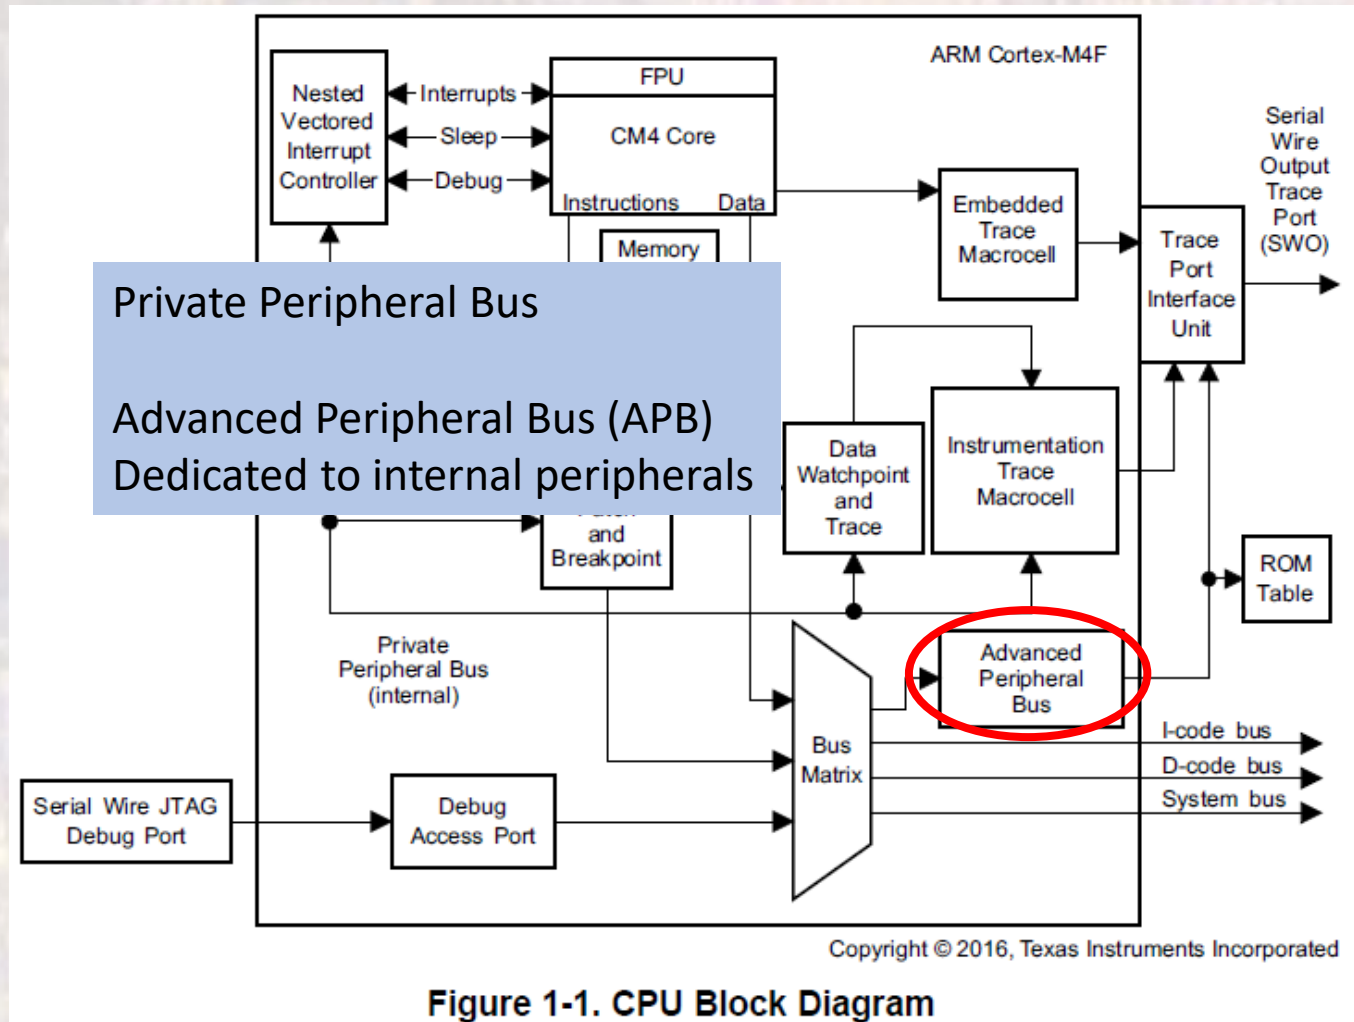 ARM Cortex-M4F
FPU
CM4 Core
Instructions Data
Nested
Vectored
Interrupt
Controller
Interrupts
Sleep
Debug
Memory
Embedded
Trace
Macrocell
Trace
Port
Interface
Unit
Serial
Wire
Output
Trace
Port
(SWO)
Private Peripheral Bus
Advanced Peripheral Bus (APB)
Dedicated to internal peripherals
Data
Watchpoint
and
Trace
Instrumentation
Trace
Macrocell
and
Breakpoint
ROM
Table
Private
Peripheral Bus
(internal)
Advanced
Peripheral
Bus
Bus
Matrix
I-code bus
D-code bus
System bus
Serial Wire JTAG
Debug Port
Debug
Access Port
Copyright © 2016, Texas Instruments Incorporated
Figure 1-1. CPU Block Diagram